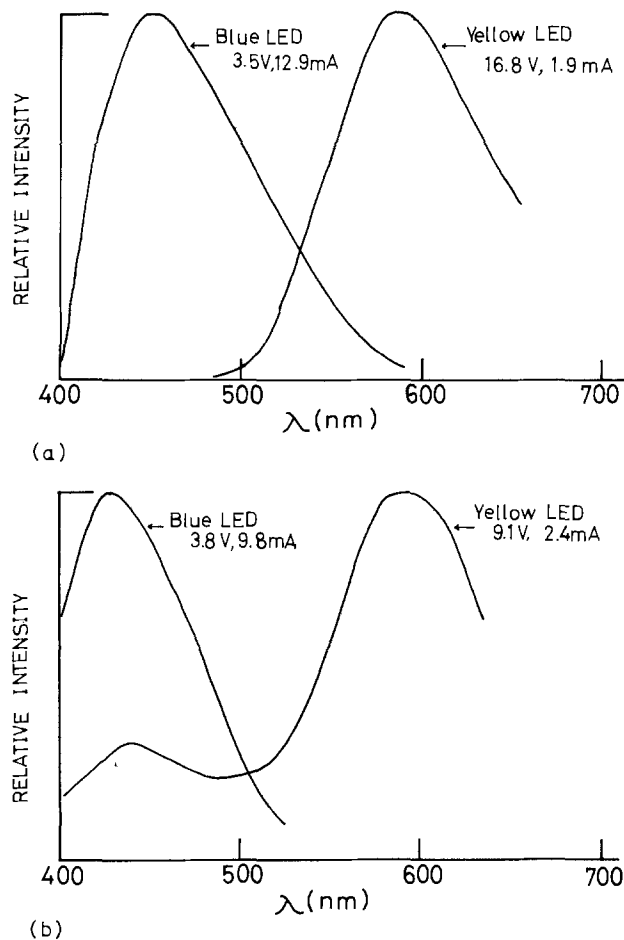 RELATIVE INTENSITY
Blue LED
3.5V,12.9mA
Yellow LED
16.8 V, 1.9 mA
400
500
600
700
λ(nm)
(a)
RELATIVE INTENSITY
Blue LED
3.8 V, 9.8mA
Yellow LED
9.1 V, 2.4mA
400
500
600
700
λ(nm)
(b)